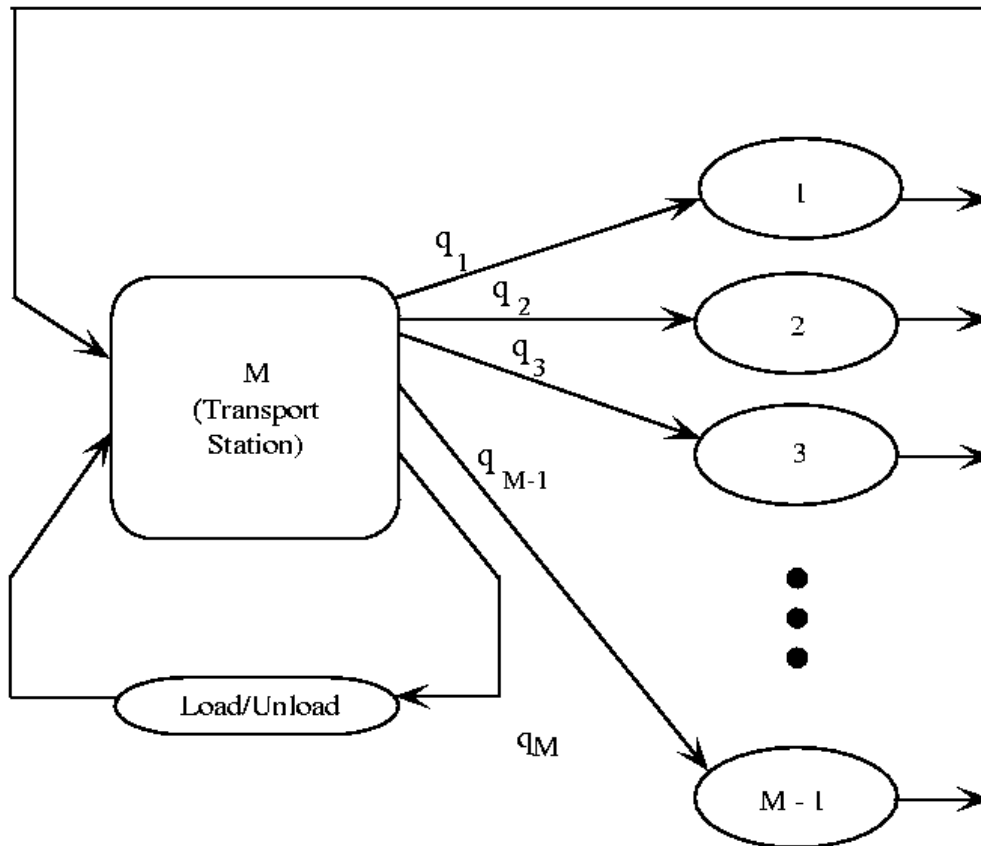 1
q1
q2
2
q3
M
(Transport
Station)
3
qM-1
Load/Unload
qM
M - 1